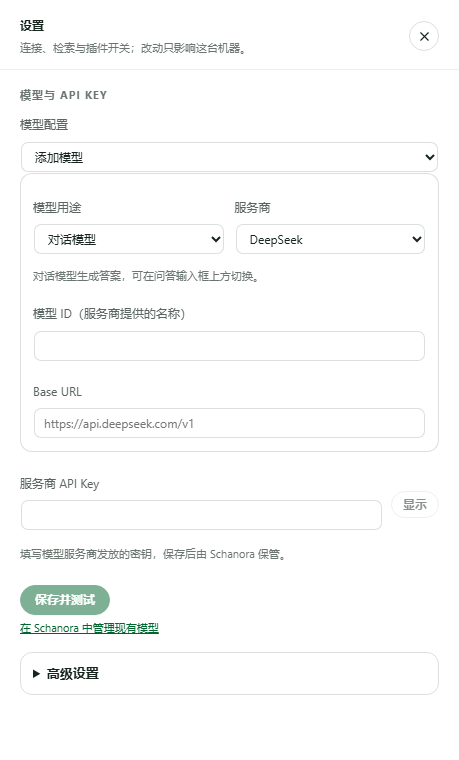 设置
连接、检索与插件开关；改动只影响这台机器。
模型与 API KEY
模型配置
添加模型
模型用途 服务商
对话模型 DeepSeek
对话模型生成答案，可在问答输入框上方切换。
模型 ID（服务商提供的名称）
Base URL
https://api.deepseek.com/v1
服务商 API Key
显示
填写模型服务商发放的密钥，保存后由 Schanora 保管。
保存并测试
在 Schanora 中管理现有模型
高级设置